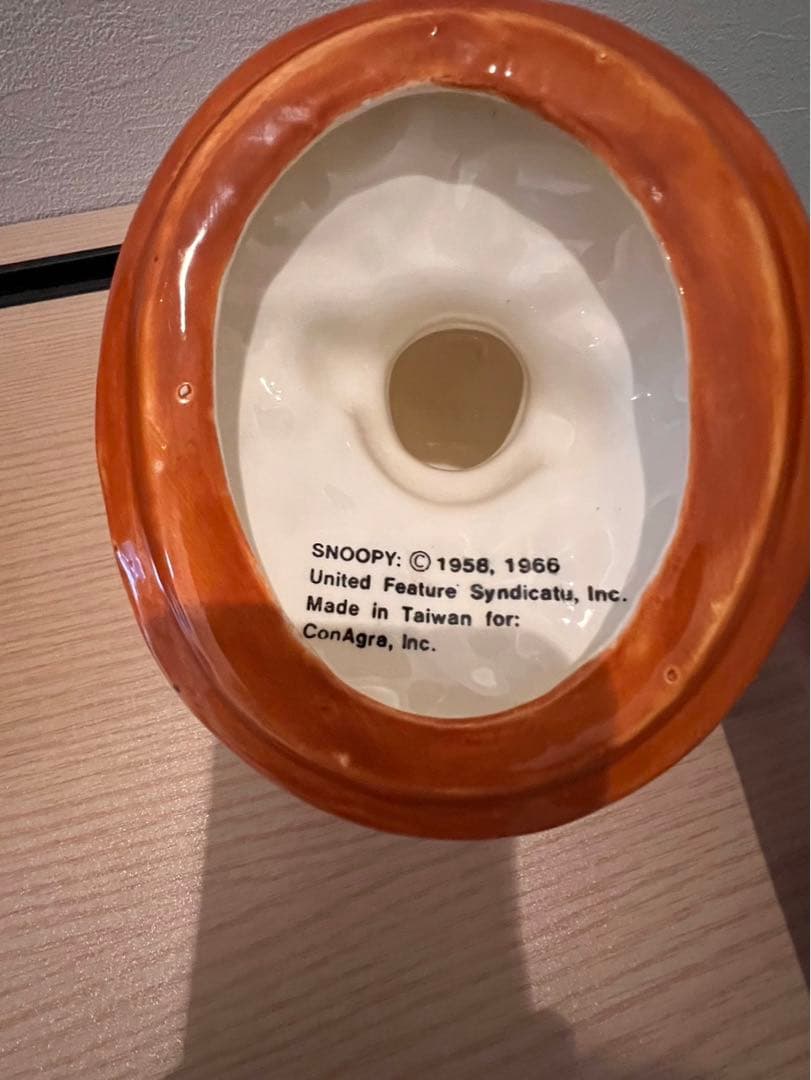 SNOOPY: © 1958, 1966
United Feature Syndicatu, Inc.
Made in Taiwan for:
ConAgra, Inc.